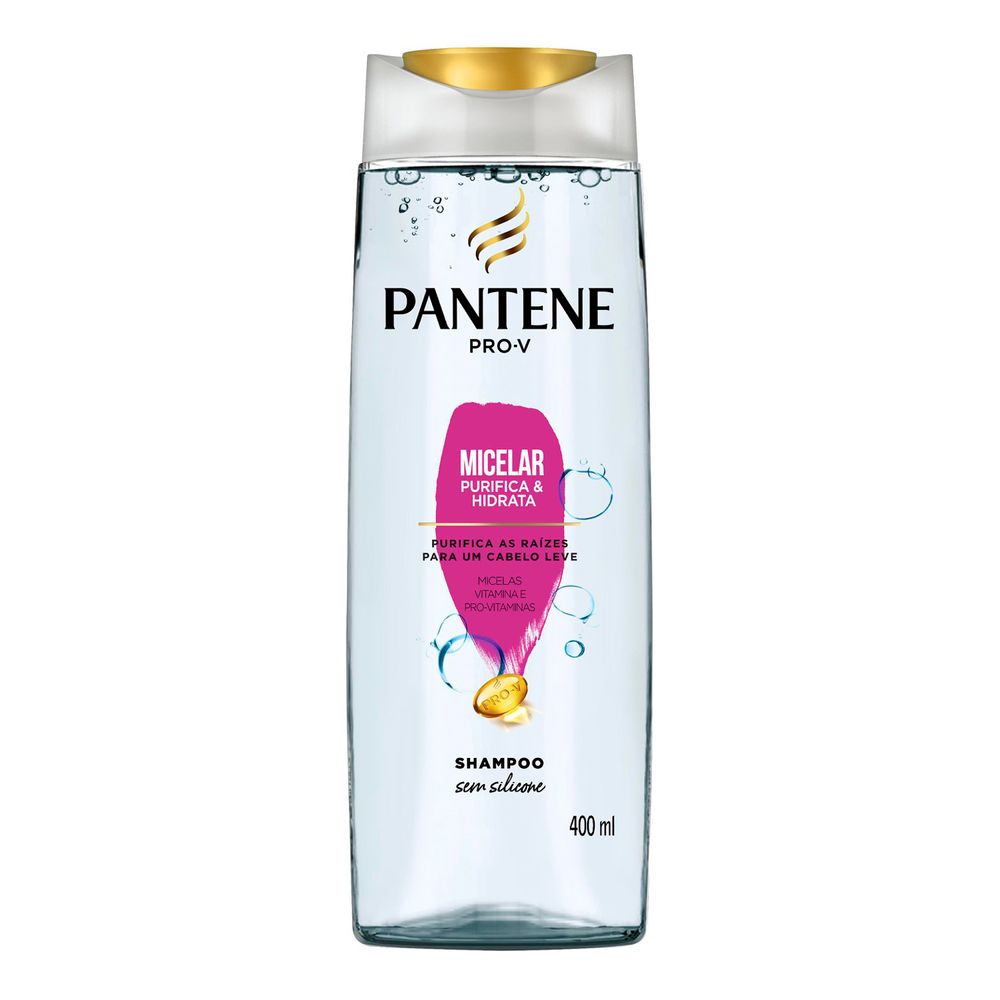 PANTENE
PRO-V
MICELAR
PURIFICA &
HIDRATA
PURIFICA AS RAÍZES
PARA UM CABELO LEVE
MICELAS
VITAMINA E
PRO-VITAMINAS
PRO-V
SHAMPOO
sem silicone
400 ml